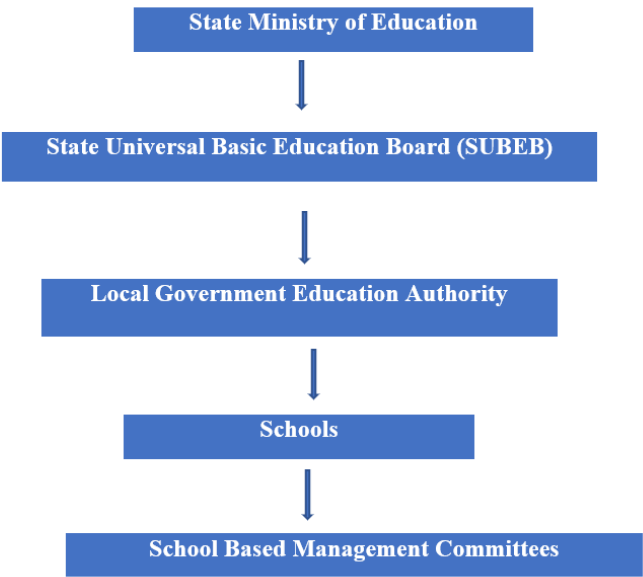 State Ministry of Education
State Universal Basic Education Board (SUBEB)
Local Government Education Authority
Schools
School Based Management Committees